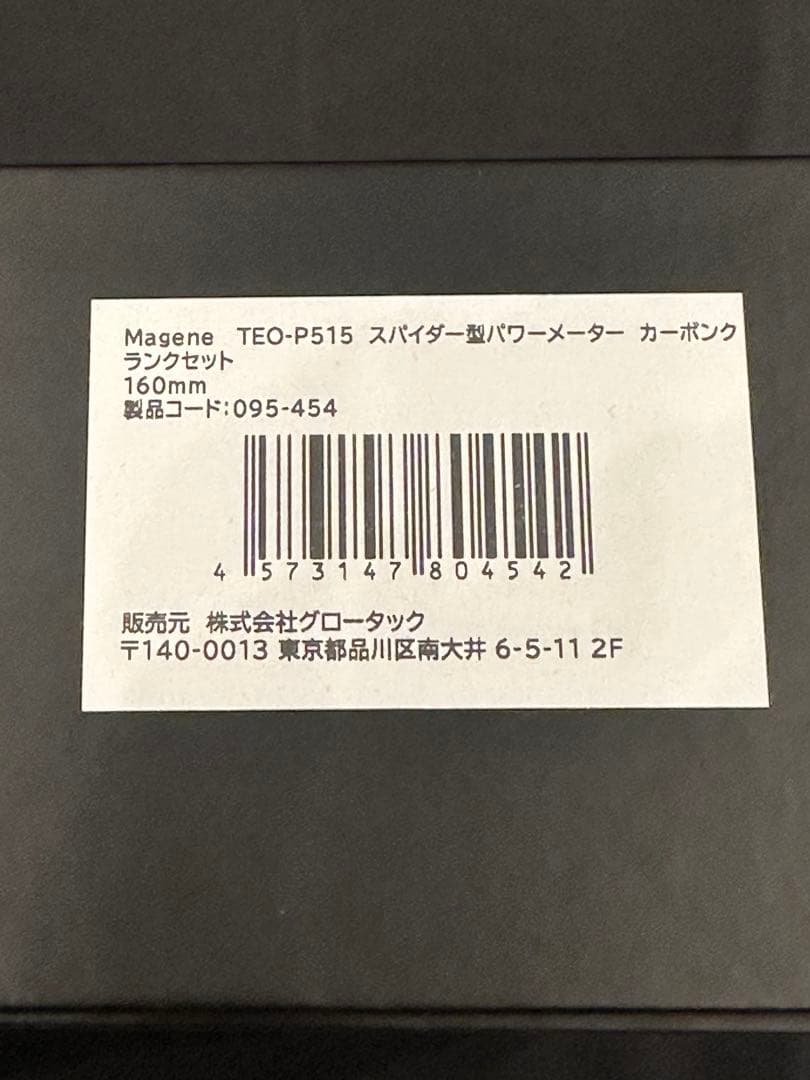 Magene　TEO-P515 スパイダー型パワーメーター カーボンク
ランクセット
160mm
製品コード：095-454
4 573147 804542
販売元 株式会社グロータック
〒140-0013 東京都品川区南大井 6-5-11 2F